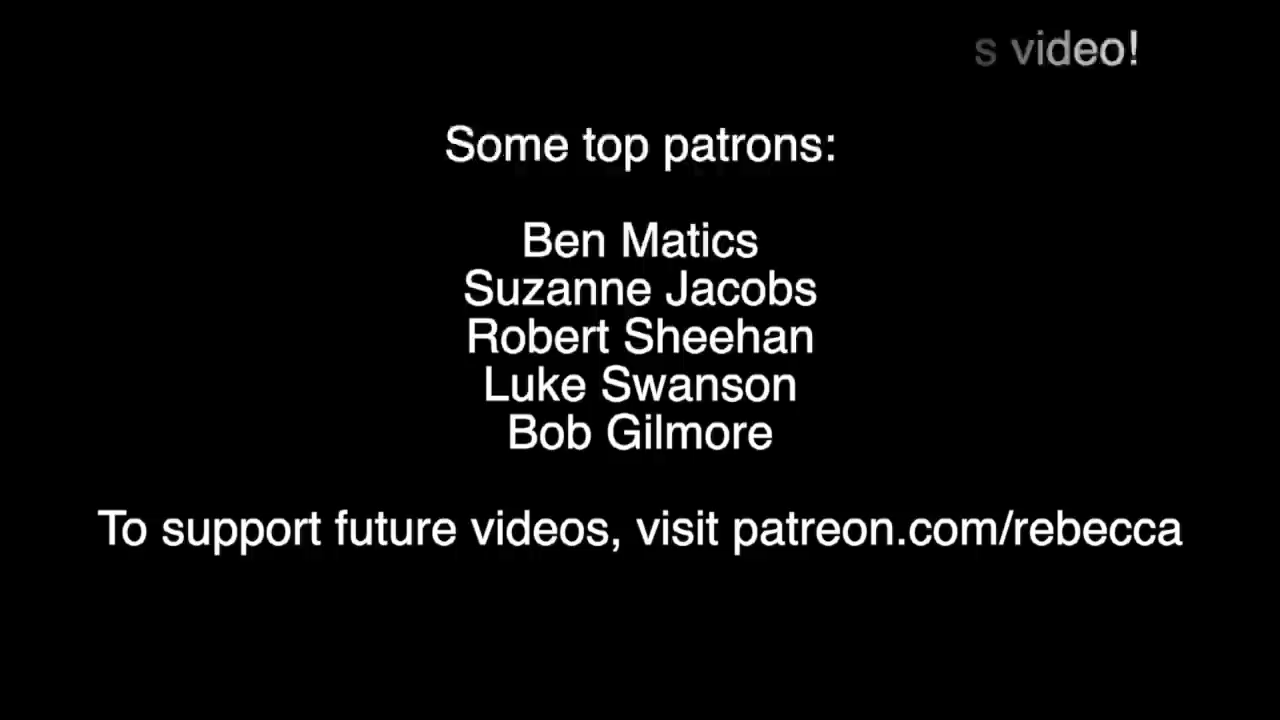 s video!
Some top patrons:
Ben Matics
Suzanne Jacobs
Robert Sheehan
Luke Swanson
Bob Gilmore
To support future videos, visit patreon.com/rebecca